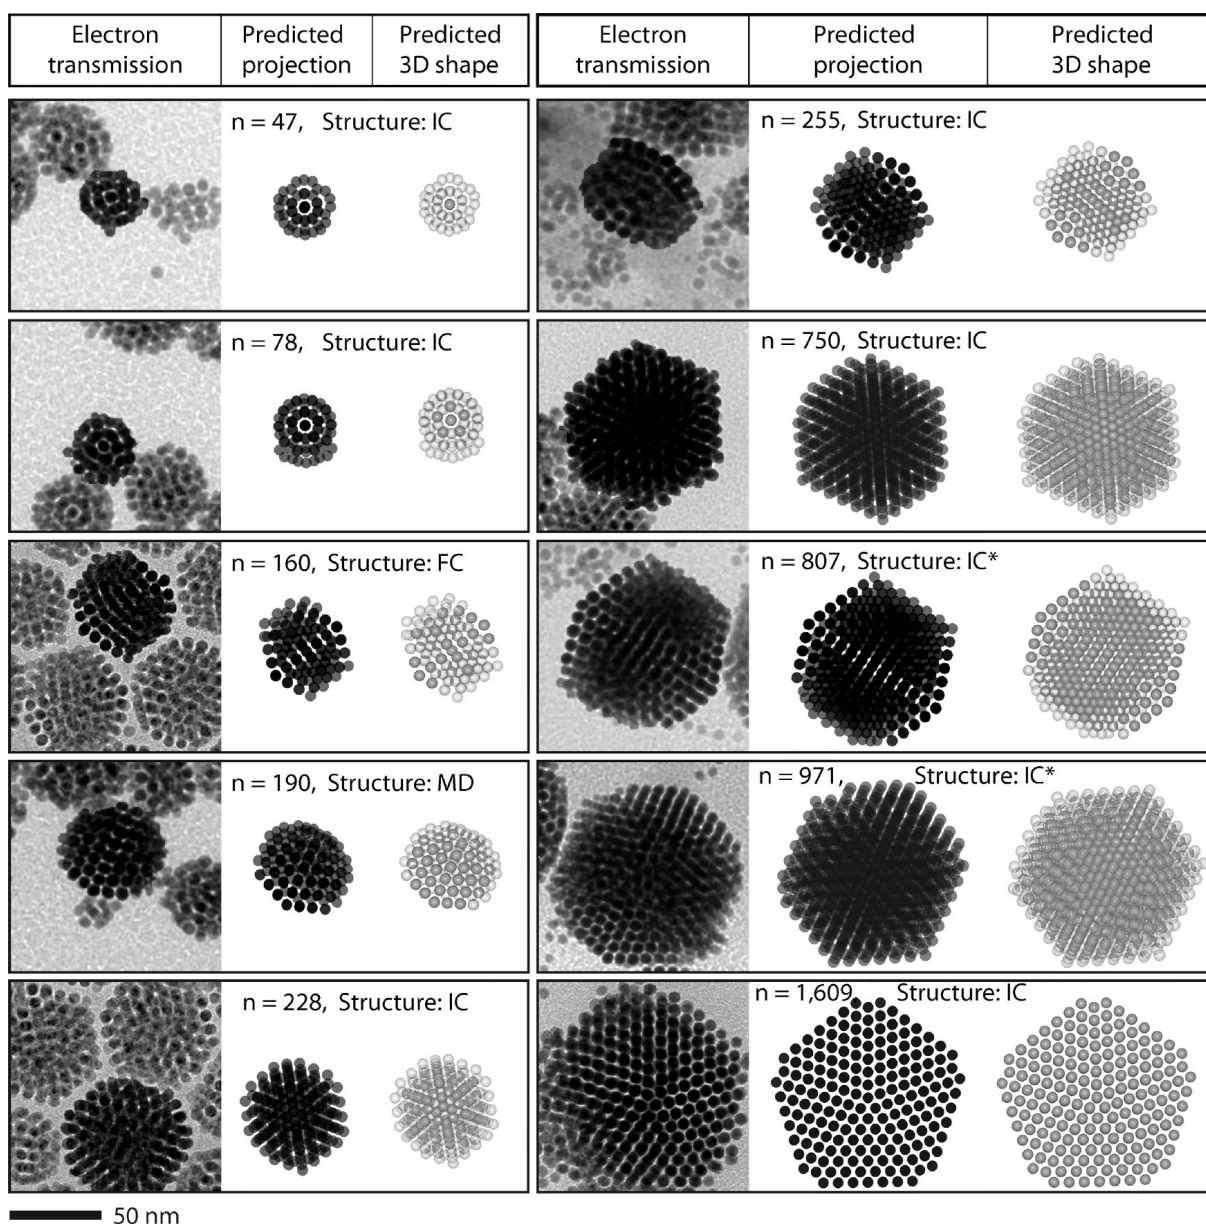 Electron
transmission
Predicted
projection
Predicted
3D shape
Electron
transmission
Predicted
projection
Predicted
3D shape
n = 47,   Structure: IC
n = 78,   Structure: IC
n = 160,  Structure: FC
n = 190,  Structure: MD
n = 228,  Structure: IC
n = 255,  Structure: IC
n = 750,  Structure: IC
n = 807,  Structure: IC*
n = 971,   Structure: IC*
n = 1,609,   Structure: IC
50 nm